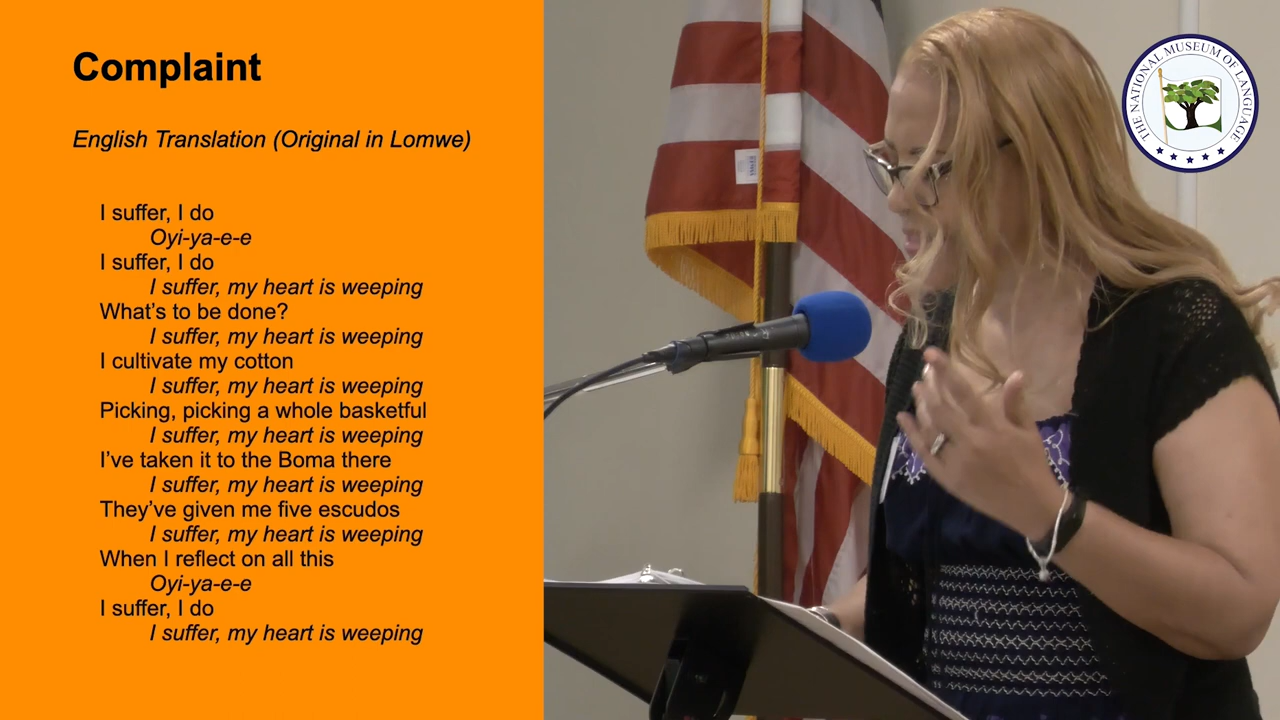 Complaint
English Translation (Original in Lomwe)
I suffer, I do
Oyi-ya-e-e
I suffer, I do
I suffer, my heart is weeping
What's to be done?
I suffer, my heart is weeping
I cultivate my cotton
I suffer, my heart is weeping
Picking, picking a whole basketful
I suffer, my heart is weeping
I've taken it to the Boma there
I suffer, my heart is weeping
They've given me five escudos
I suffer, my heart is weeping
When I reflect on all this
Oyi-ya-e-e
I suffer, I do
I suffer, my heart is weeping
THE NATIONAL MUSEUM OF LANGUAGE